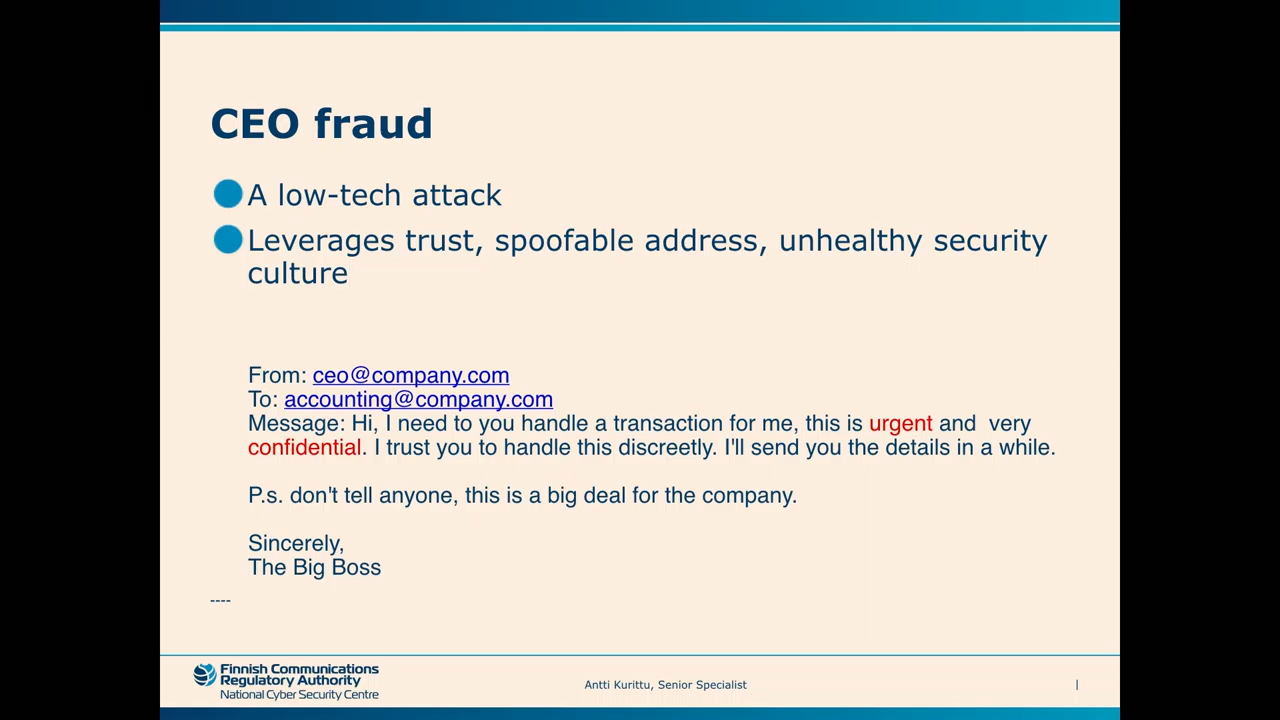 CEO fraud
A low-tech attack
Leverages trust, spoofable address, unhealthy security
culture
From: ceo@company.com
To: accounting@company.com
Message: Hi, I need to you handle a transaction for me, this is urgent and  very
confidential. I trust you to handle this discreetly. I'll send you the details in a while.
P.s. don't tell anyone, this is a big deal for the company.
Sincerely,
The Big Boss
----
Finnish Communications
Regulatory Authority
National Cyber Security Centre
Antti Kurittu, Senior Specialist
|